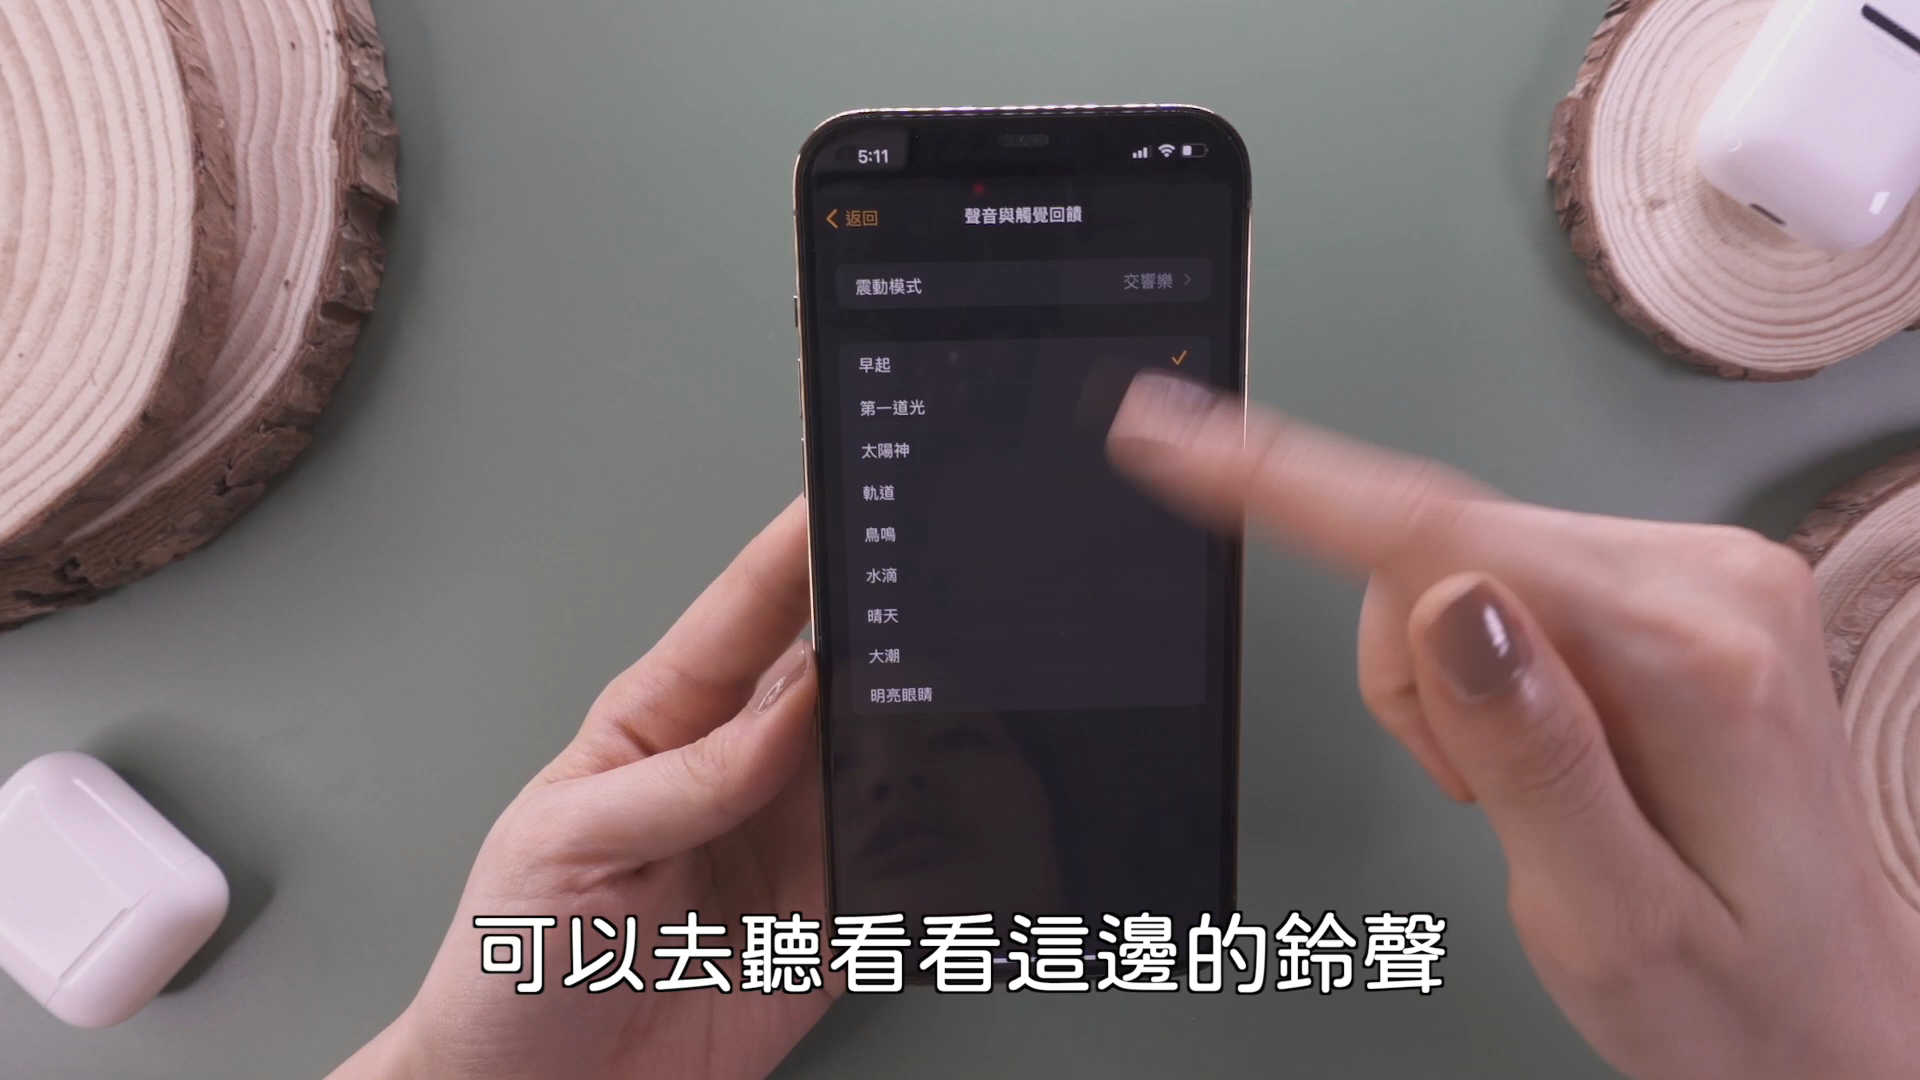 5:11
返回
聲音與觸覺回饋
震動模式
交響樂
早起
第一道光
太陽神
軌道
鳥鳴
水滴
晴天
大潮
明亮眼睛
可以去聽看看這邊的鈴聲